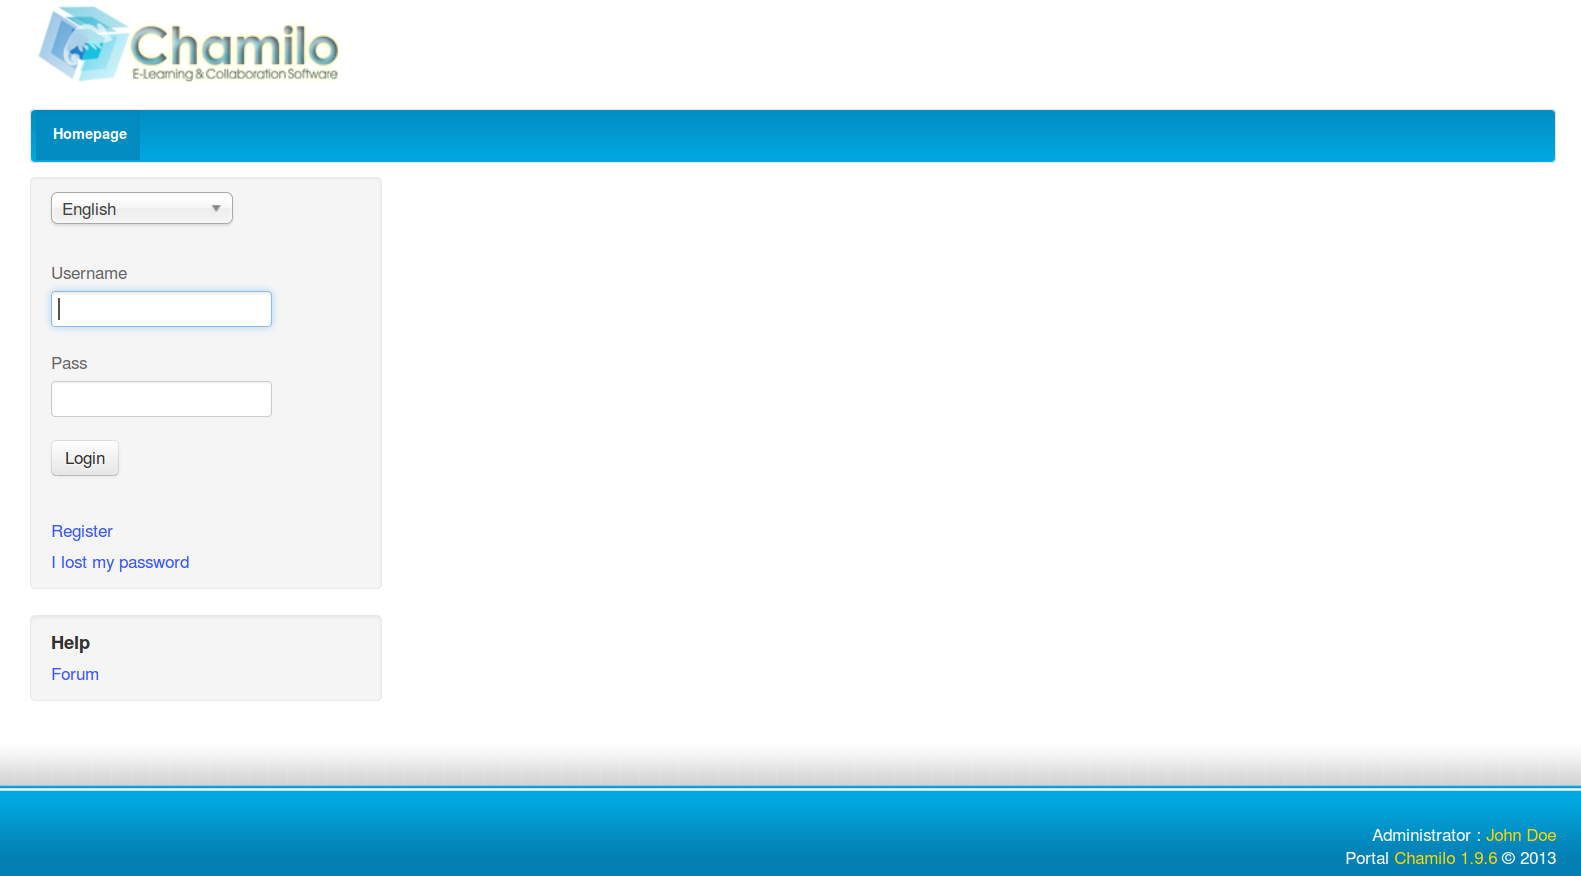 Chamilo
E-Learning & Collaboration Software
Homepage
English
Username
Pass
Login
Register
I lost my password
Help
Forum
Administrator : John Doe
Portal Chamilo 1.9.6 © 2013